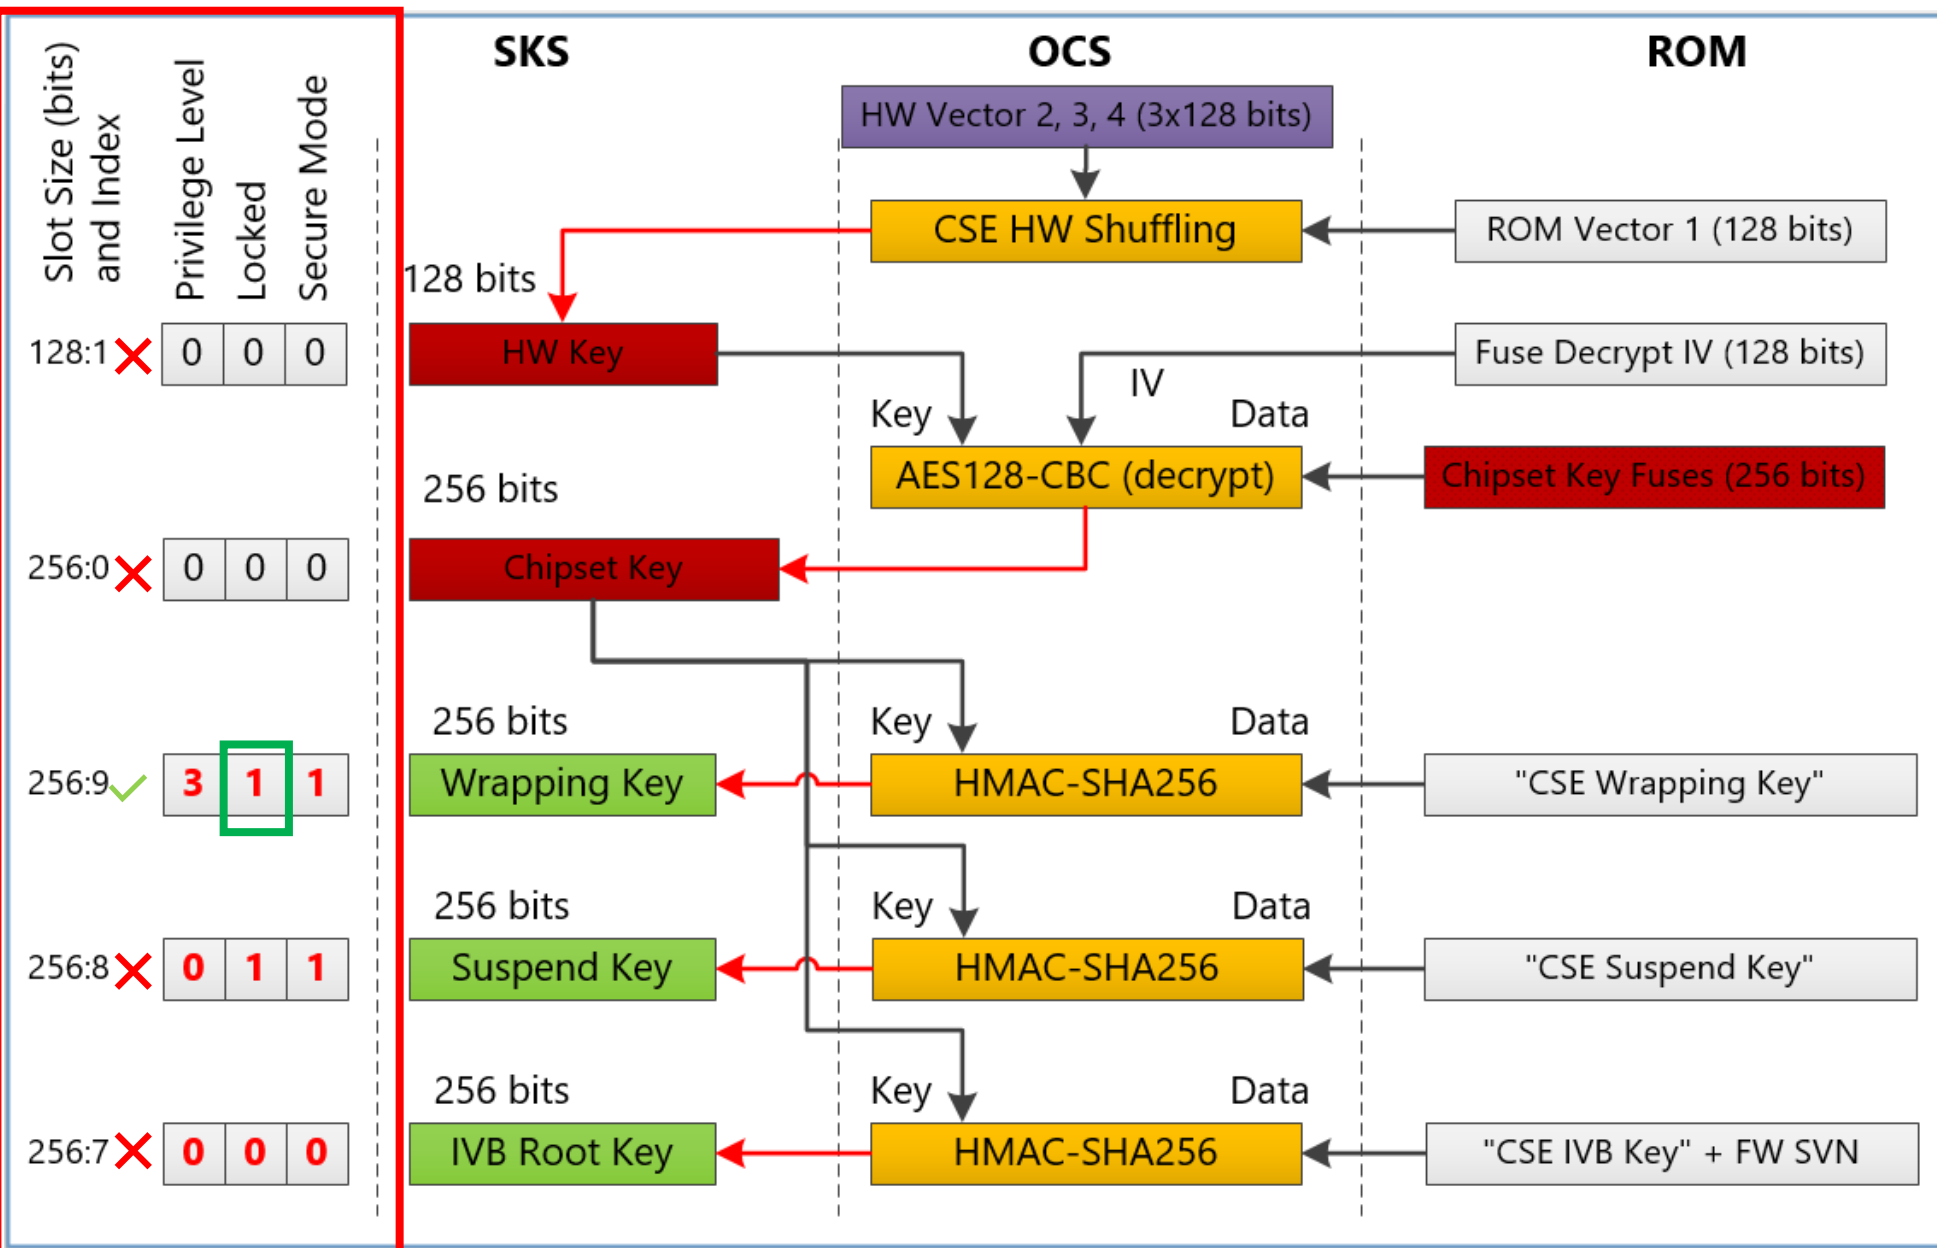 Slot Size (bits)
and Index
Privilege Level
Locked
Secure Mode
SKS
OCS
ROM
HW Vector 2, 3, 4 (3x128 bits)
CSE HW Shuffling
ROM Vector 1 (128 bits)
128 bits
128:1
0 0 0
HW Key
Fuse Decrypt IV (128 bits)
IV
Key
Data
AES128-CBC (decrypt)
Chipset Key Fuses (256 bits)
256 bits
256:0
0 0 0
Chipset Key
256 bits
Key
Data
256:9
3 1 1
Wrapping Key
HMAC-SHA256
"CSE Wrapping Key"
256 bits
Key
Data
256:8
0 1 1
Suspend Key
HMAC-SHA256
"CSE Suspend Key"
256 bits
Key
Data
256:7
0 0 0
IVB Root Key
HMAC-SHA256
"CSE IVB Key" + FW SVN